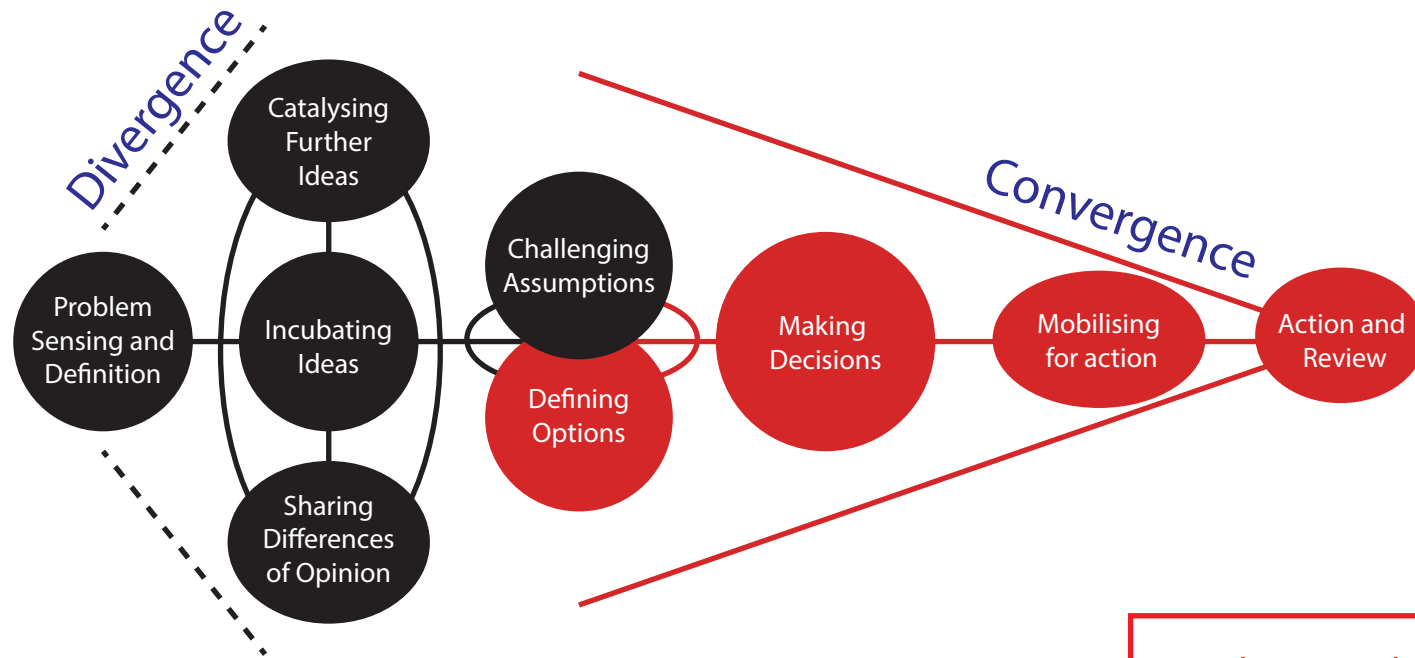 Divergence
Catalysing
Further
Ideas
Problem
Sensing and
Definition
Incubating
Ideas
Sharing
Differences
of Opinion
Challenging
Assumptions
Defining
Options
Convergence
Making
Decisions
Mobilising
for action
Action and
Review